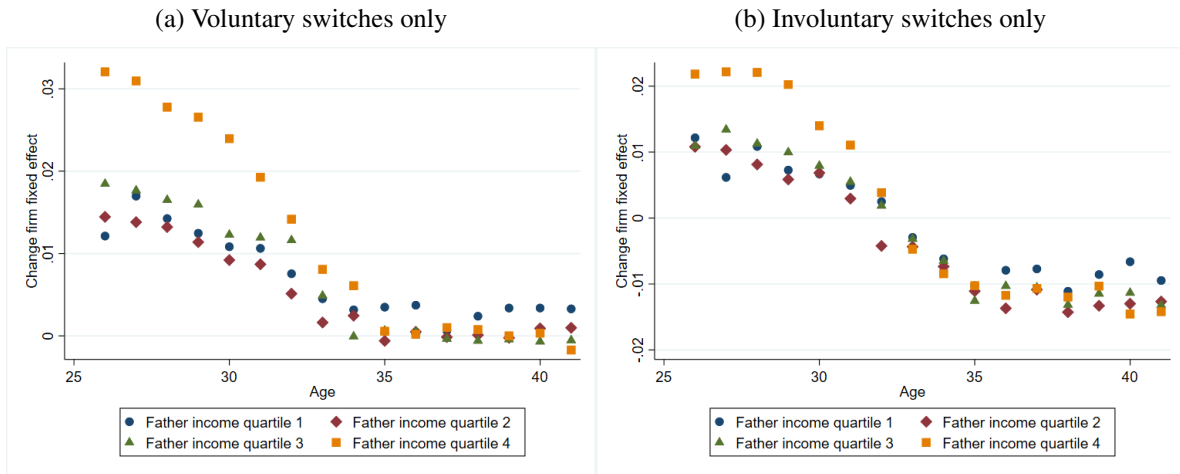 (a) Voluntary switches only
Change firm fixed effect
.03
.02
.01
0
25
30
35
40
Age
Father income quartile 1
Father income quartile 2
Father income quartile 3
Father income quartile 4
(b) Involuntary switches only
Change firm fixed effect
.02
.01
0
-.01
-.02
25
30
35
40
Age
Father income quartile 1
Father income quartile 2
Father income quartile 3
Father income quartile 4